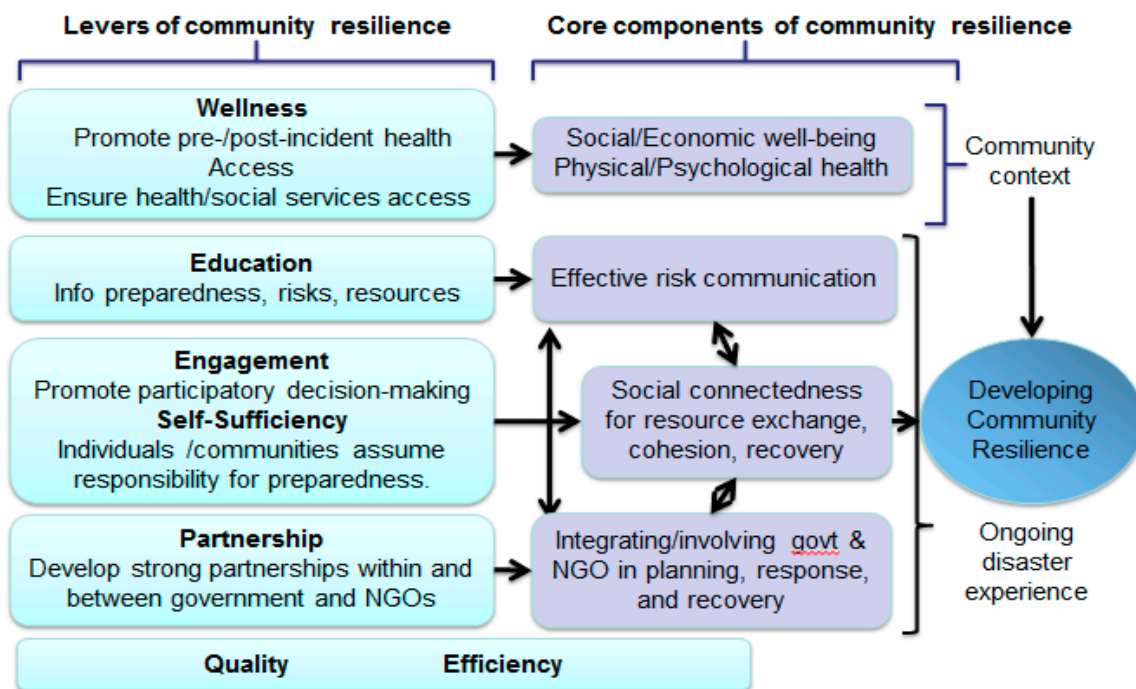 Levers of community resilience
Core components of community resilience
Wellness
Promote pre-/post-incident health
Access
Ensure health/social services access
Social/Economic well-being
Physical/Psychological health
Community
context
Education
Info preparedness, risks, resources
Effective risk communication
Engagement
Promote participatory decision-making
Self-Sufficiency
Individuals /communities assume
responsibility for preparedness.
Social connectedness
for resource exchange,
cohesion, recovery
Developing
Community
Resilience
Partnership
Develop strong partnerships within and
between government and NGOs
Integrating/involving govt &
NGO in planning, response,
and recovery
Ongoing
disaster
experience
Quality
Efficiency